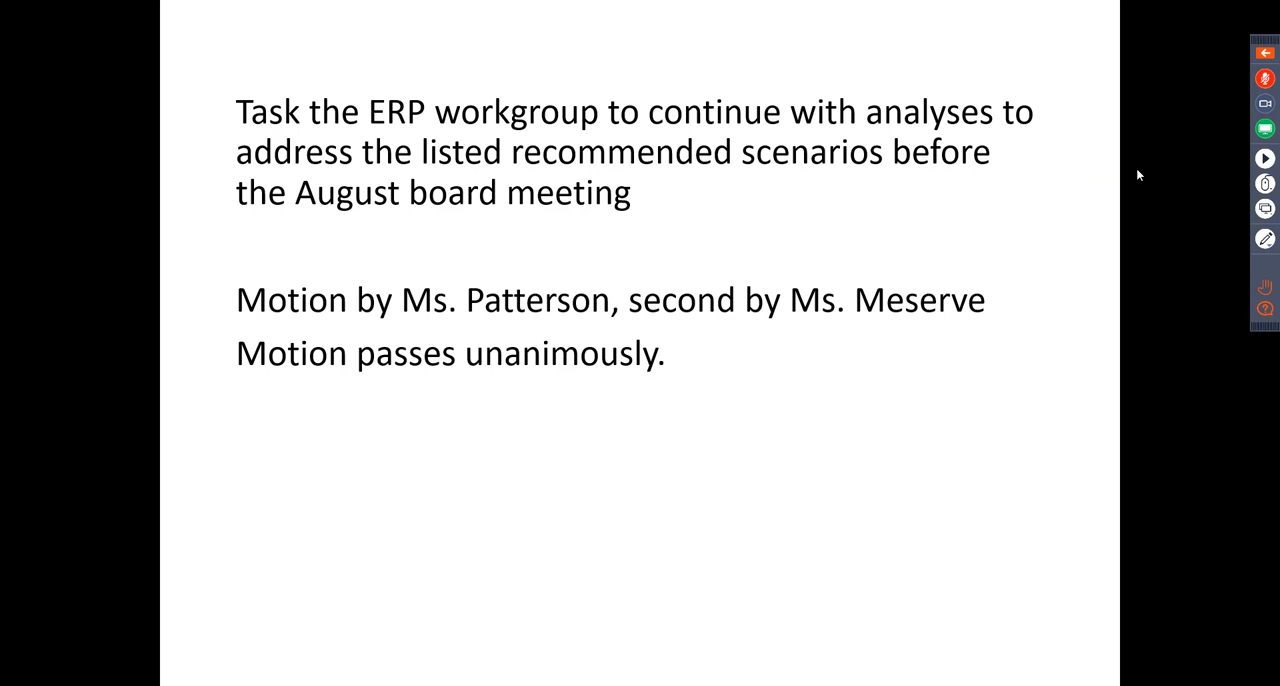 Task the ERP workgroup to continue with analyses to
address the listed recommended scenarios before
the August board meeting
Motion by Ms. Patterson, second by Ms. Meserve
Motion passes unanimously.